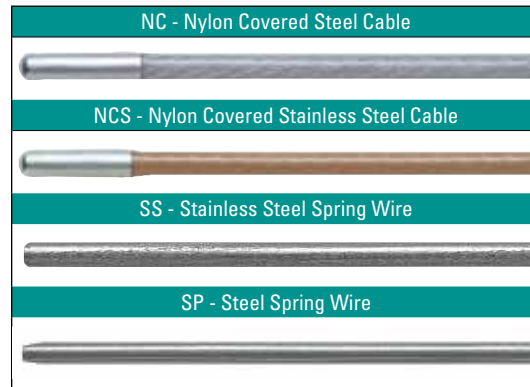 NC - Nylon Covered Steel Cable
NCS - Nylon Covered Stainless Steel Cable
SS - Stainless Steel Spring Wire
SP - Steel Spring Wire